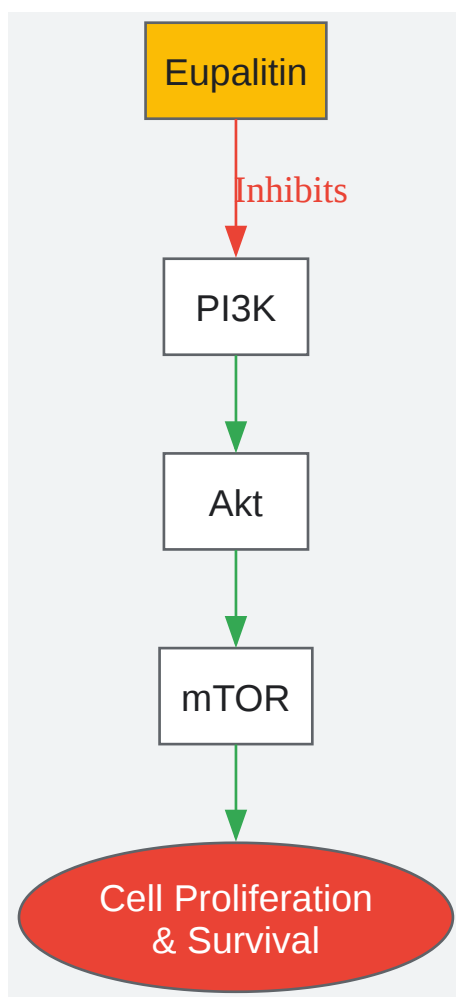 Eupalitin
Inhibits
PI3K
Akt
mTOR
Cell Proliferation
& Survival